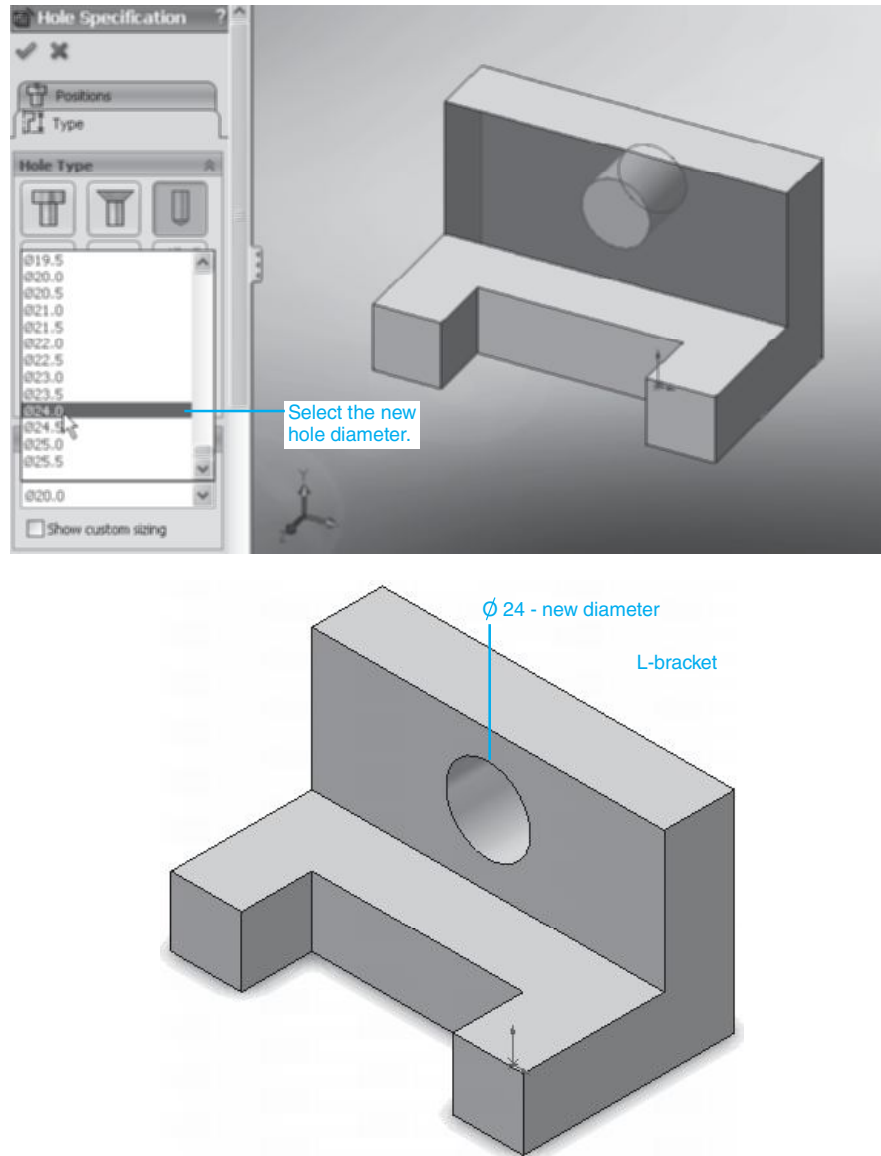 Hole Specification ?
Positions
Type
Hole Type
Ø19.5
Ø20.0
Ø20.5
Ø21.0
Ø21.5
Ø22.0
Ø22.5
Ø23.0
Ø23.5
Ø24.0
Ø24.5
Ø25.0
Ø25.5
Ø20.0
Show custom sizing
Select the new
hole diameter.
Y
Z
Ø 24 - new diameter
L-bracket